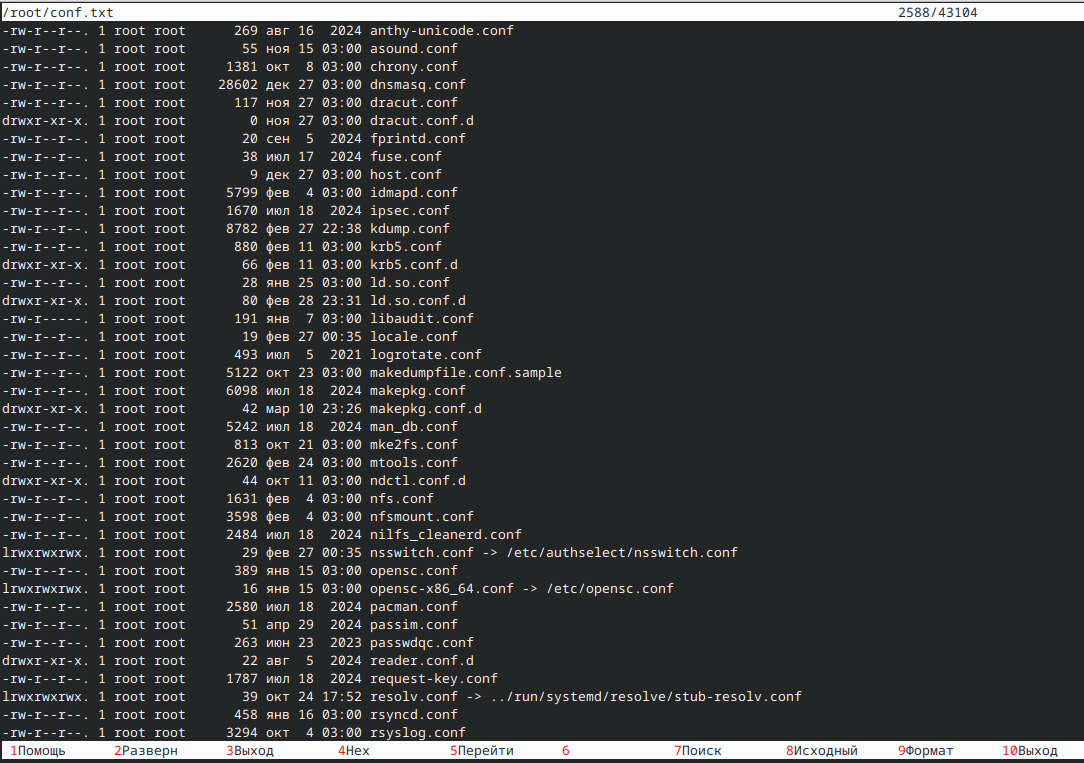 /root/conf.txt 2588/43104
-rw-r--r--. 1 root root 269 авг 16 2024 anthy-unicode.conf
-rw-r--r--. 1 root root 55 ноя 15 03:00 asound.conf
-rw-r--r--. 1 root root 1381 окт 8 03:00 chrony.conf
-rw-r--r--. 1 root root 28602 дек 27 03:00 dnsmasq.conf
-rw-r--r--. 1 root root 117 ноя 27 03:00 dracut.conf
drwxr-xr-x. 1 root root 0 ноя 27 03:00 dracut.conf.d
-rw-r--r--. 1 root root 20 сен 5 2024 fprintd.conf
-rw-r--r--. 1 root root 38 июл 17 2024 fuse.conf
-rw-r--r--. 1 root root 9 дек 27 03:00 host.conf
-rw-r--r--. 1 root root 5799 фев 4 03:00 idmapd.conf
-rw-r--r--. 1 root root 1670 июл 18 2024 ipsec.conf
-rw-r--r--. 1 root root 8782 фев 27 22:38 kdump.conf
-rw-r--r--. 1 root root 880 фев 11 03:00 krb5.conf
drwxr-xr-x. 1 root root 66 фев 11 03:00 krb5.conf.d
-rw-r--r--. 1 root root 28 янв 25 03:00 ld.so.conf
drwxr-xr-x. 1 root root 80 фев 28 23:31 ld.so.conf.d
-rw-r-----. 1 root root 191 янв 7 03:00 libaudit.conf
-rw-r--r--. 1 root root 19 фев 27 00:35 locale.conf
-rw-r--r--. 1 root root 493 июл 5 2021 logrotate.conf
-rw-r--r--. 1 root root 5122 окт 23 03:00 makedumpfile.conf.sample
-rw-r--r--. 1 root root 6098 июл 18 2024 makepkg.conf
drwxr-xr-x. 1 root root 42 мар 10 23:26 makepkg.conf.d
-rw-r--r--. 1 root root 5242 июл 18 2024 man_db.conf
-rw-r--r--. 1 root root 813 окт 21 03:00 mke2fs.conf
-rw-r--r--. 1 root root 2620 фев 24 03:00 mtools.conf
drwxr-xr-x. 1 root root 44 окт 11 03:00 ndctl.conf.d
-rw-r--r--. 1 root root 1631 фев 4 03:00 nfs.conf
-rw-r--r--. 1 root root 3598 фев 4 03:00 nfsmount.conf
-rw-r--r--. 1 root root 2484 июл 18 2024 nilfs_cleanerd.conf
lrwxrwxrwx. 1 root root 29 фев 27 00:35 nsswitch.conf -> /etc/authselect/nsswitch.conf
-rw-r--r--. 1 root root 389 янв 15 03:00 opensc.conf
lrwxrwxrwx. 1 root root 16 янв 15 03:00 opensc-x86_64.conf -> /etc/opensc.conf
-rw-r--r--. 1 root root 2580 июл 18 2024 pacman.conf
-rw-r--r--. 1 root root 51 апр 29 2024 passim.conf
-rw-r--r--. 1 root root 263 июн 23 2023 passwdqc.conf
drwxr-xr-x. 1 root root 22 авг 5 2024 reader.conf.d
-rw-r--r--. 1 root root 1787 июл 18 2024 request-key.conf
lrwxrwxrwx. 1 root root 39 окт 24 17:52 resolv.conf -> ../run/systemd/resolve/stub-resolv.conf
-rw-r--r--. 1 root root 458 янв 16 03:00 rsyncd.conf
-rw-r--r--. 1 root root 3294 окт 4 03:00 rsyslog.conf
1Помощь 2Разверн 3Выход 4Hex 5Перейти 6 7Поиск 8Исходный 9Формат 10Выход